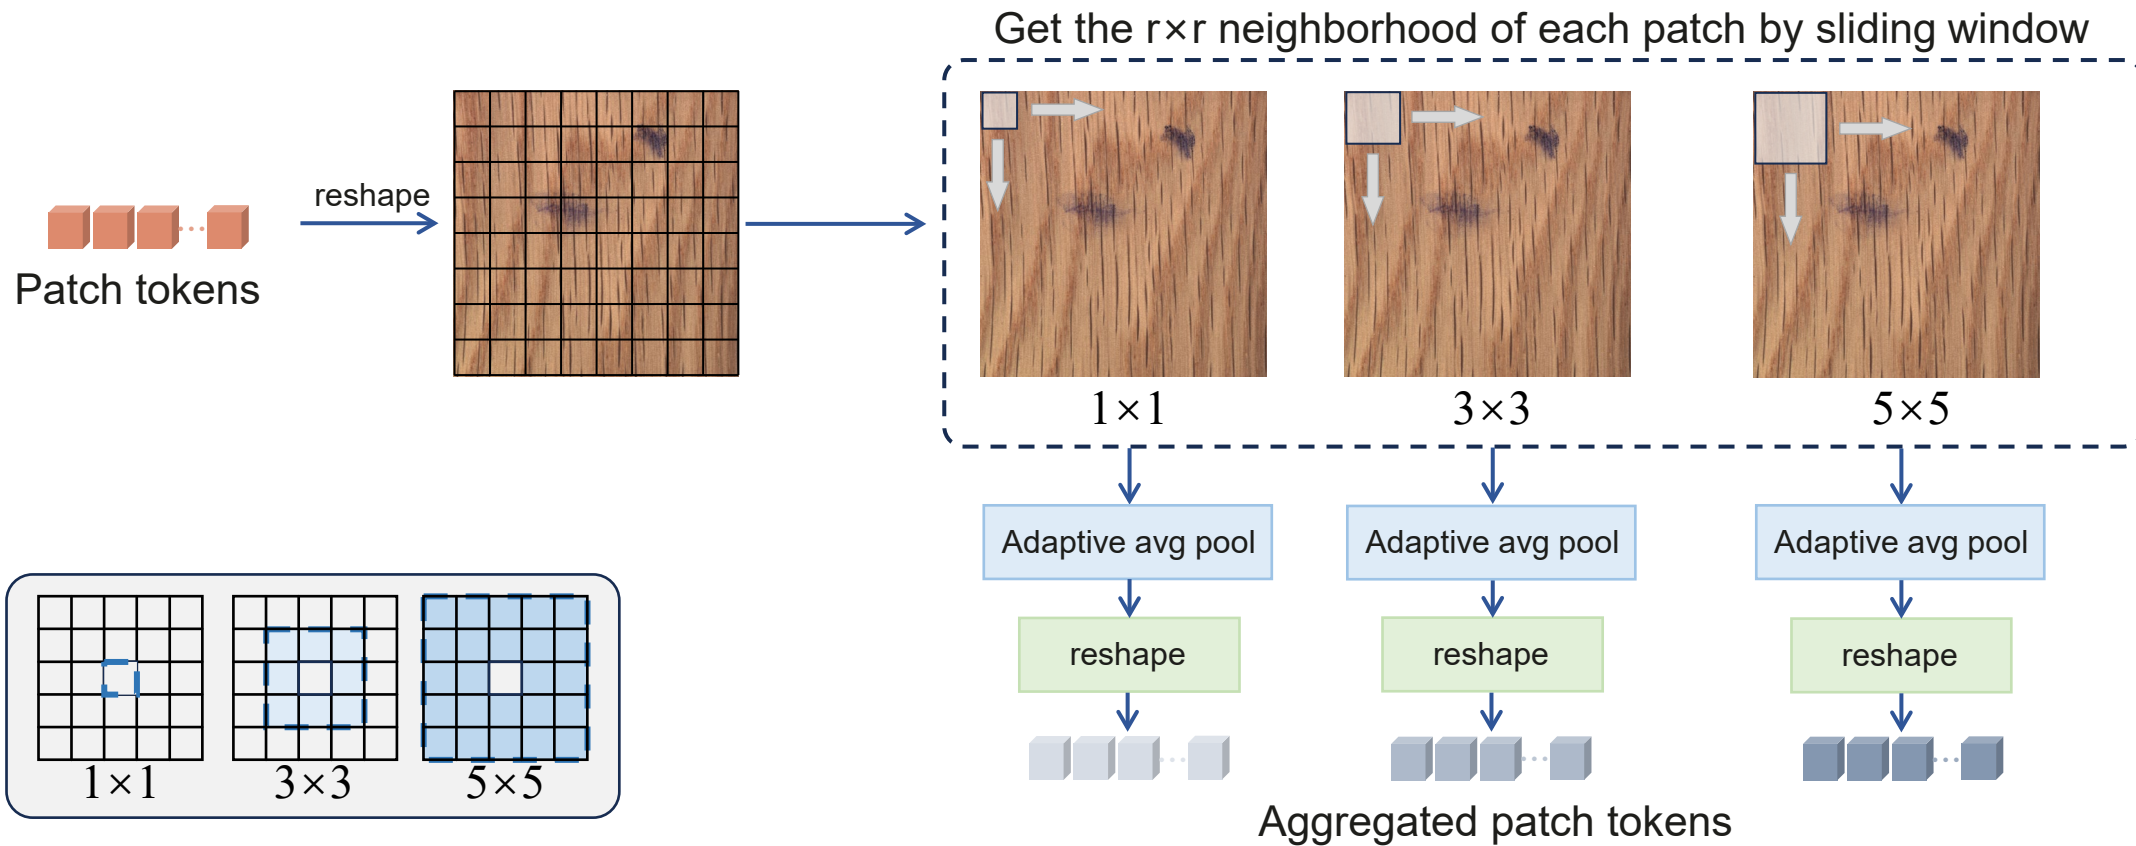 Get the r×r neighborhood of each patch by sliding window
reshape
Patch tokens
1×1
3×3
5×5
Adaptive avg pool
Adaptive avg pool
Adaptive avg pool
reshape
reshape
reshape
1×1
3×3
5×5
Aggregated patch tokens